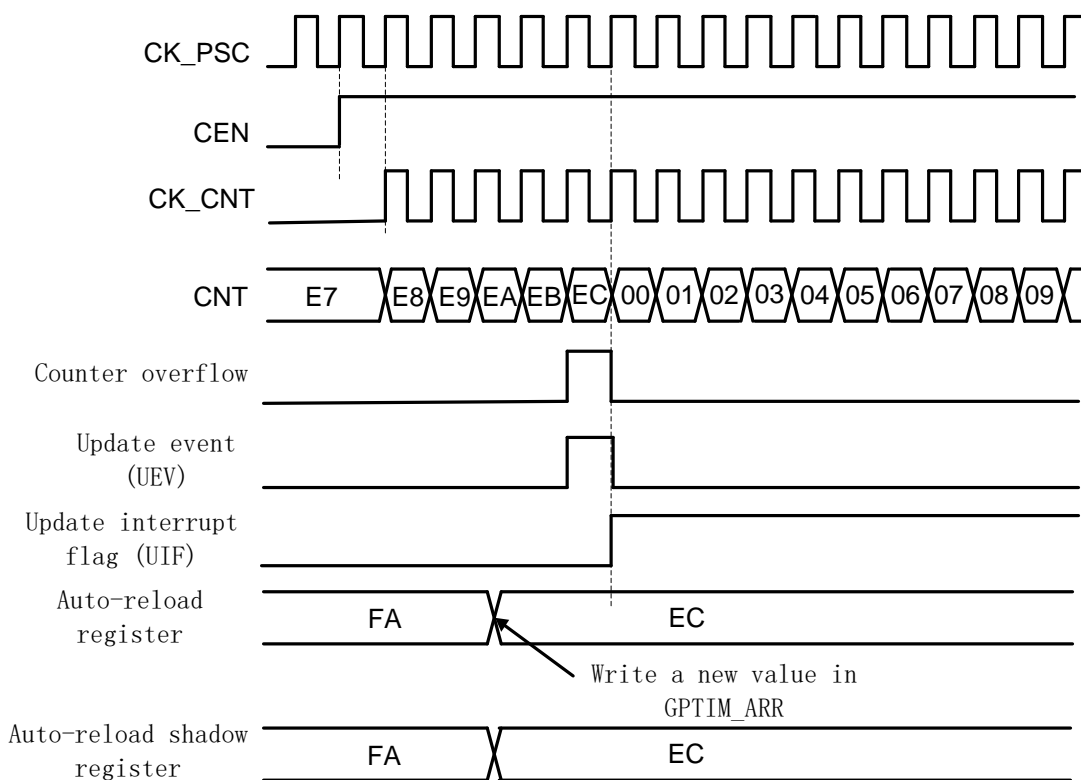 CK_PSC
CEN
CK_CNT
CNT E7 E8 E9 EA EB EC 00 01 02 03 04 05 06 07 08 09
Counter overflow
Update event
(UEV)
Update interrupt
flag (UIF)
Auto-reload
register
FA EC
Write a new value in
GPTIM_ARR
Auto-reload shadow
register
FA EC